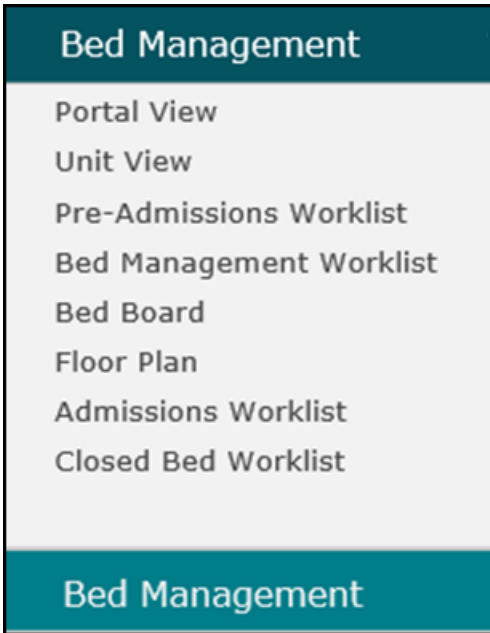 Bed Management
Portal View
Unit View
Pre-Admissions Worklist
Bed Management Worklist
Bed Board
Floor Plan
Admissions Worklist
Closed Bed Worklist
Bed Management